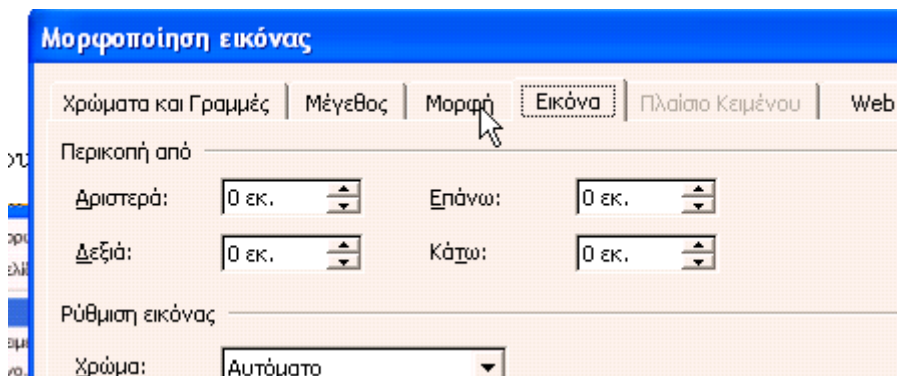 Μορφοποίηση εικόνας
Χρώματα και Γραμμές Μέγεθος Μορφή Εικόνα Πλαίσιο Κειμένου Web
Περικοπή από
Αριστερά: 0 εκ. Επάνω: 0 εκ.
Δεξιά: 0 εκ. Κάτω: 0 εκ.
Ρύθμιση εικόνας
Χρώμα: Αυτόματο